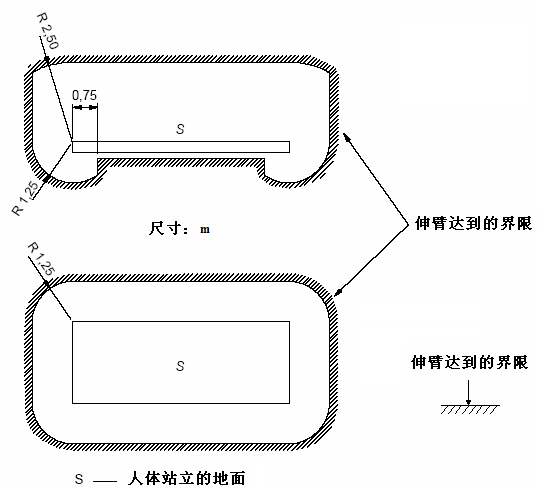 R 2,50
0,75
S
R 1,25
尺寸：m
伸臂达到的界限
R 1,25
S
伸臂达到的界限
S — 人体站立的地面